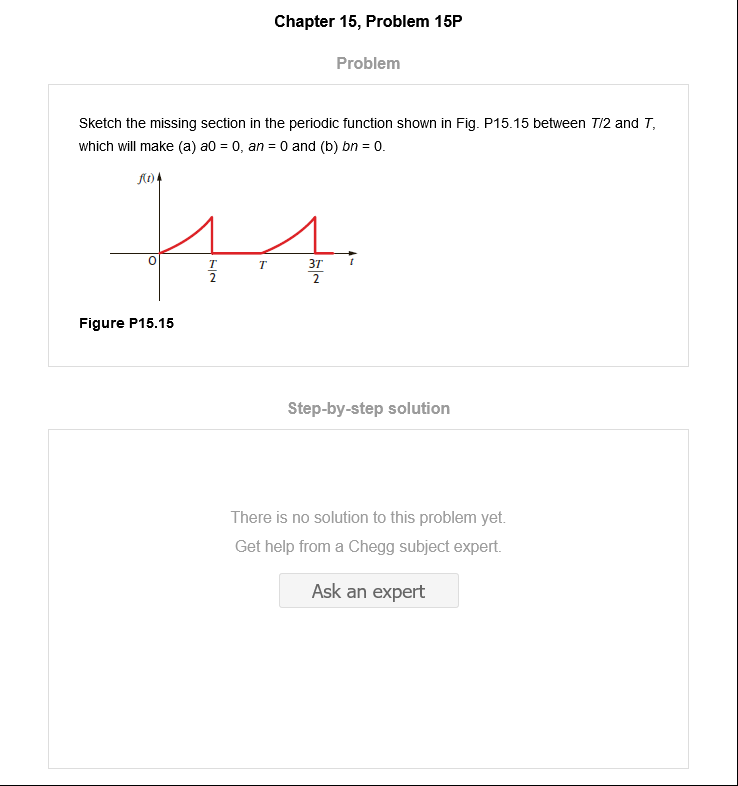 Chapter 15, Problem 15P
Problem
Sketch the missing section in the periodic function shown in Fig. P15.15 between T/2 and T,
which will make (a) a0 = 0, an = 0 and (b) bn = 0.
f(t)
O T/2 T 3T/2 t
Figure P15.15
Step-by-step solution
There is no solution to this problem yet.
Get help from a Chegg subject expert.
Ask an expert